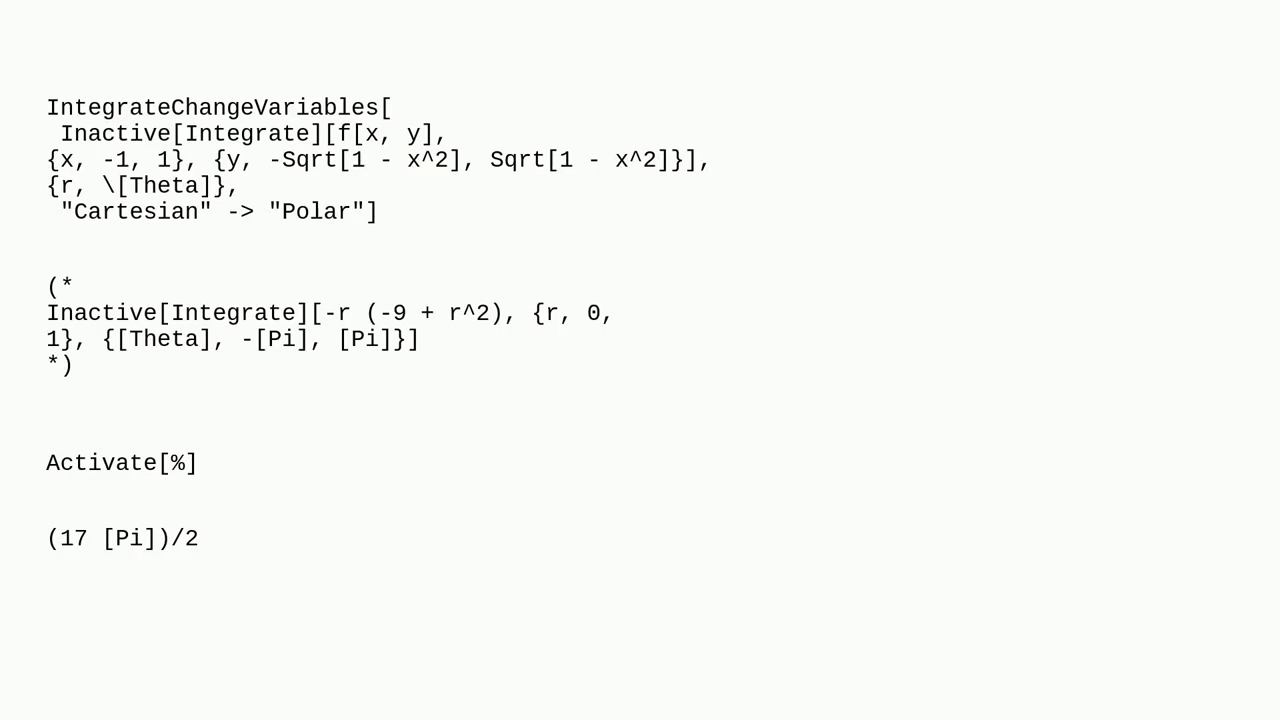 IntegrateChangeVariables[
 Inactive[Integrate][f[x, y],
{x, -1, 1}, {y, -Sqrt[1 - x^2], Sqrt[1 - x^2]}],
{r, \[Theta]},
 "Cartesian" -> "Polar"]
(*
Inactive[Integrate][-r (-9 + r^2), {r, 0,
1}, {[Theta], -[Pi], [Pi]}]
*)
Activate[%]
(17 [Pi])/2